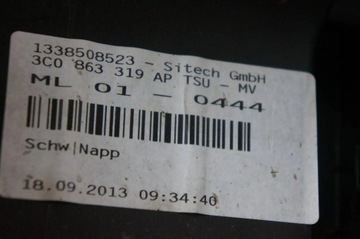 1338508523 - Sitech GmbH
3C0 863 319 AP TSU - MV
ML 01 - 0444
Schw|Napp
18.09.2013 09:34:40